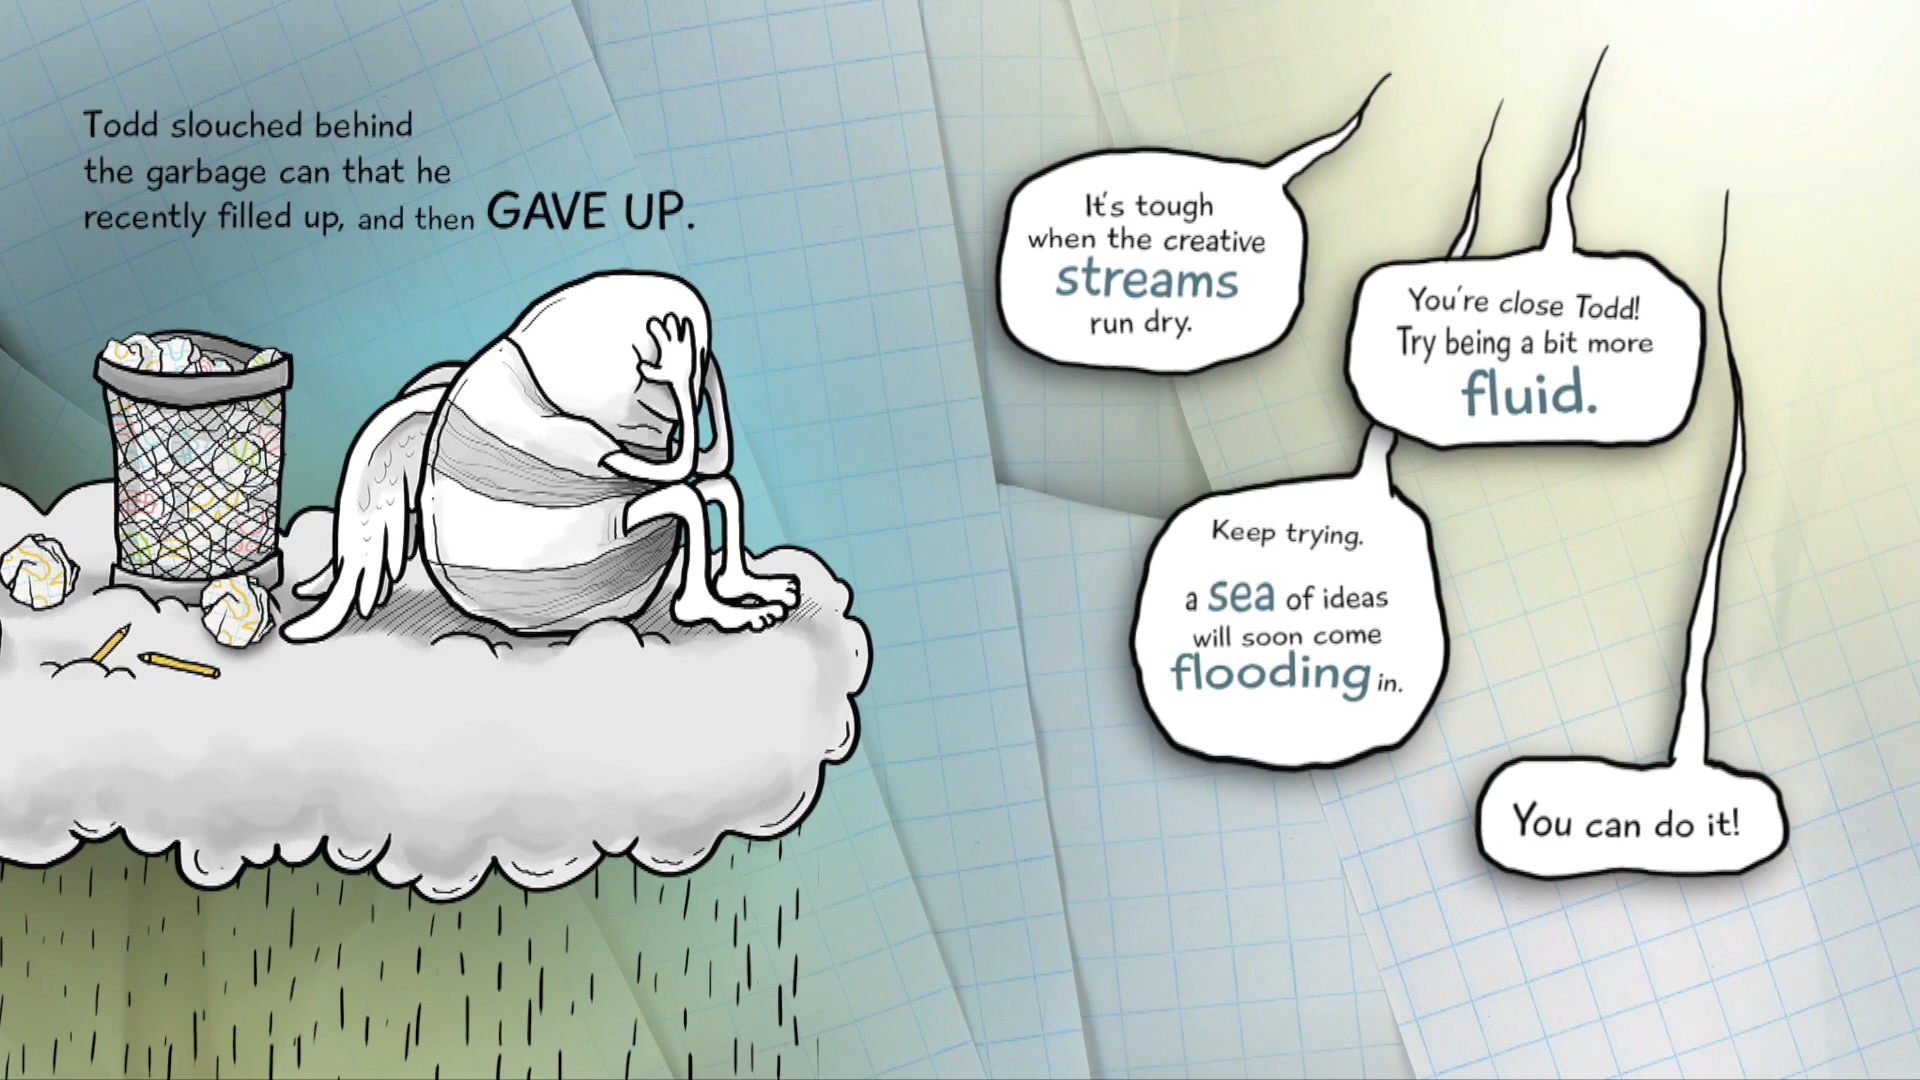 Todd slouched behind
the garbage can that he
recently filled up, and then GAVE UP.
It's tough
when the creative
streams
run dry.
You're close Todd!
Try being a bit more
fluid.
Keep trying,
a sea of ideas
will soon come
flooding in.
You can do it!